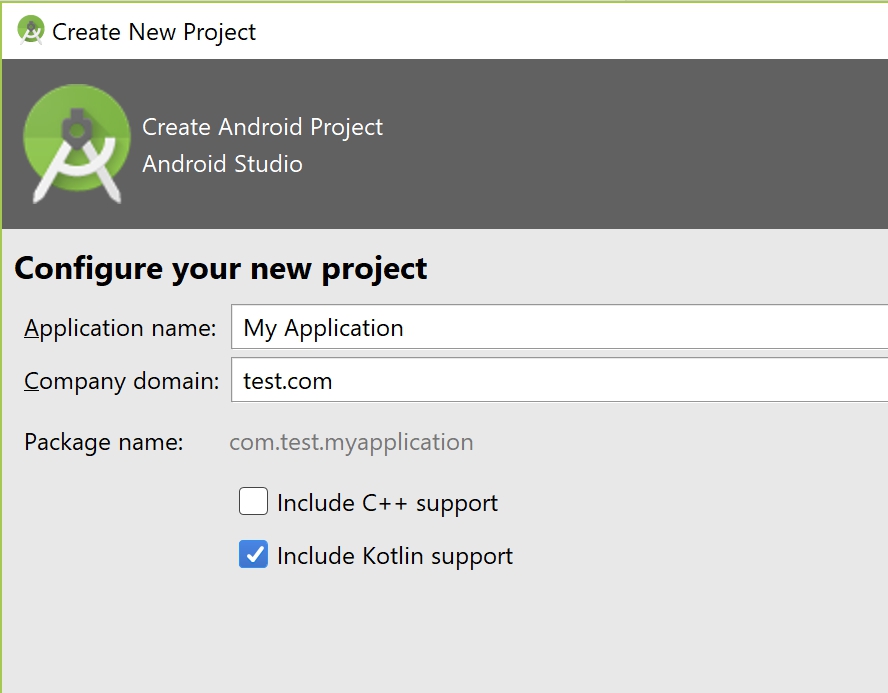 Create New Project
Create Android Project
Android Studio
Configure your new project
Application name: My Application
Company domain: test.com
Package name: com.test.myapplication
Include C++ support
Include Kotlin support